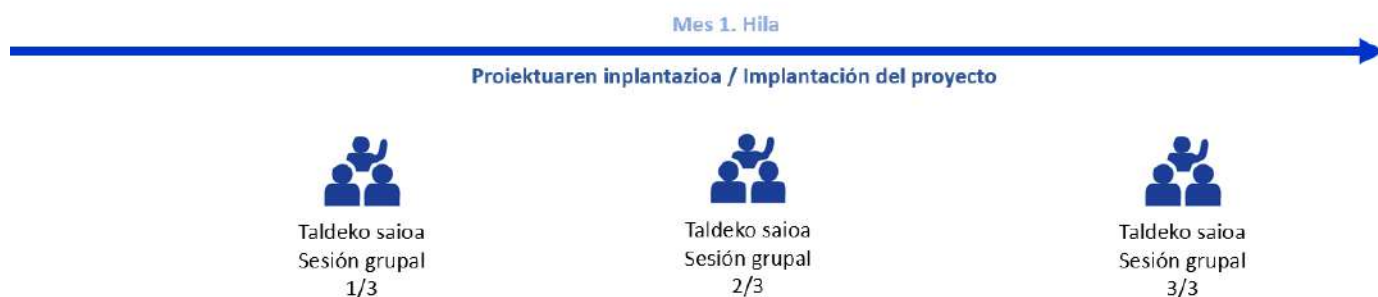 Mes 1. Hila
Proiektuaren inplantazioa / Implantación del proyecto
Taldeko saioa
Sesión grupal
1/3
Taldeko saioa
Sesión grupal
2/3
Taldeko saioa
Sesión grupal
3/3